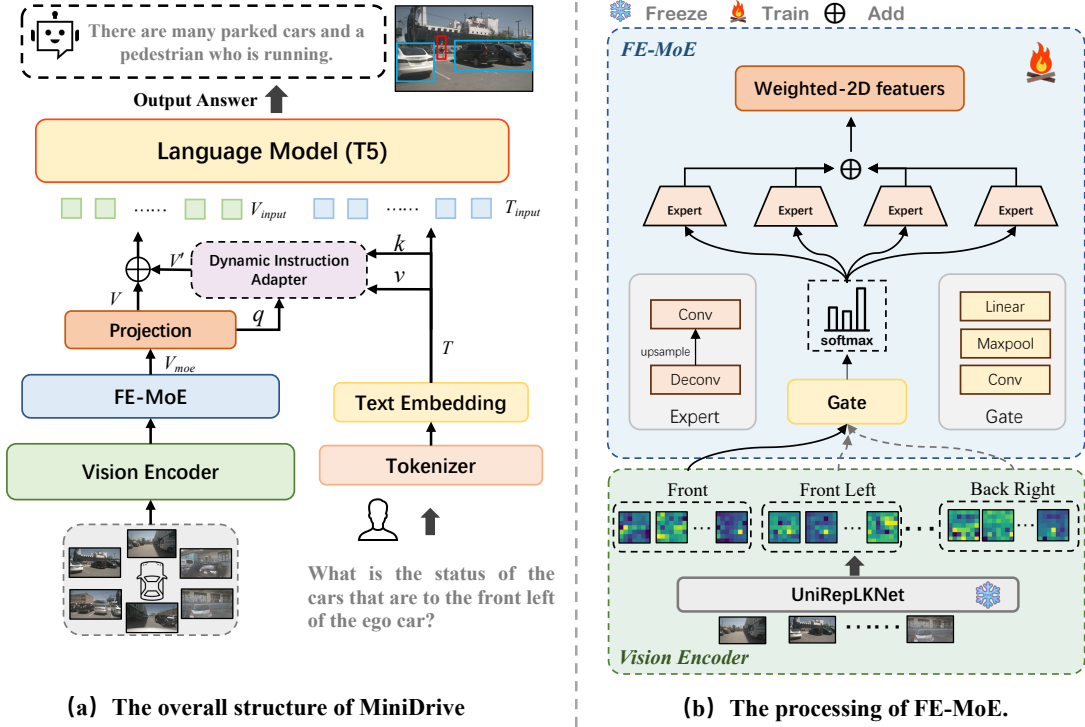 There are many parked cars and a
pedestrian who is running.
Output Answer
Language Model (T5)
...... V_input
...... T_input
V'
Dynamic Instruction
Adapter
k
v
V
q
Projection
T
V_moe
FE-MoE
Text Embedding
Vision Encoder
Tokenizer
What is the status of the
cars that are to the front left
of the ego car?
(a) The overall structure of MiniDrive
Freeze Train Add
FE-MoE
Weighted-2D featuers
Expert Expert Expert Expert
Conv
upsample
Deconv
Expert
softmax
Linear
Maxpool
Conv
Gate
Gate
Front Front Left Back Right
UniRepLKNet
Vision Encoder
(b) The processing of FE-MoE.